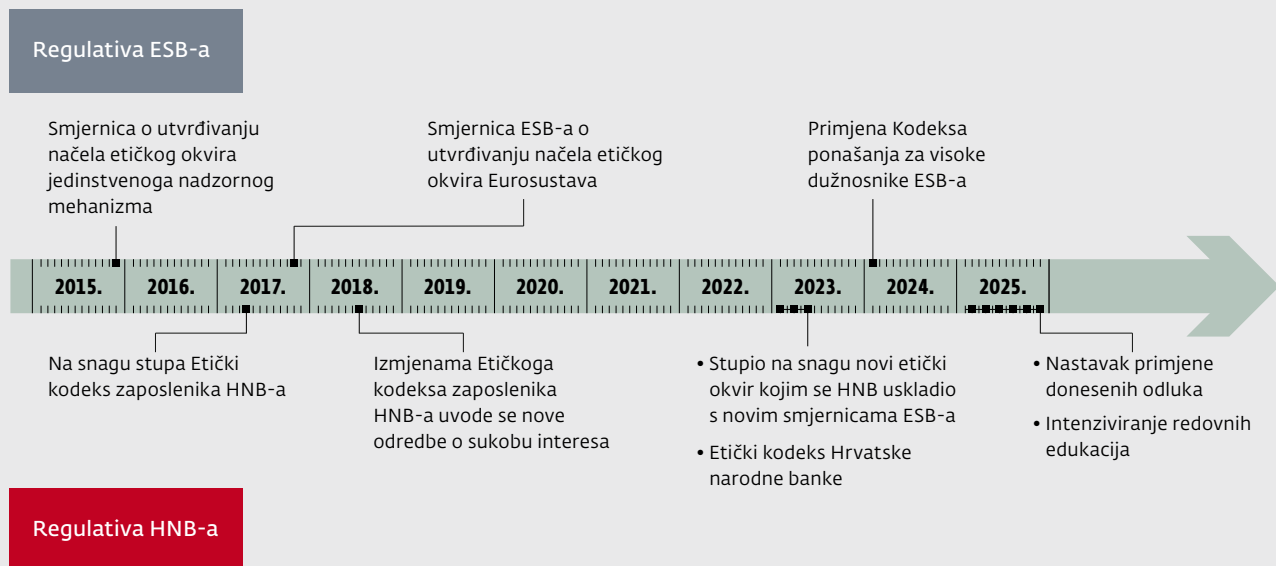 Regulativa ESB-a
Smjernica o utvrđivanju
načela etičkog okvira
jedinstvenoga nadzornog
mehanizma
Smjernica ESB-a o
utvrđivanju načela etičkog
okvira Eurosustava
Primjena Kodeksa
ponašanja za visoke
dužnosnike ESB-a
2015. 2016. 2017. 2018. 2019. 2020. 2021. 2022. 2023. 2024. 2025.
Na snagu stupa Etički
kodeks zaposlenika HNB-a
Izmjenama Etičkoga
kodeksa zaposlenika
HNB-a uvode se nove
odredbe o sukobu interesa
• Stupio na snagu novi etički
okvir kojim se HNB uskladio
s novim smjernicama ESB-a
• Etički kodeks Hrvatske
narodne banke
• Nastavak primjene
donesenih odluka
• Intenziviranje redovnih
edukacija
Regulativa HNB-a